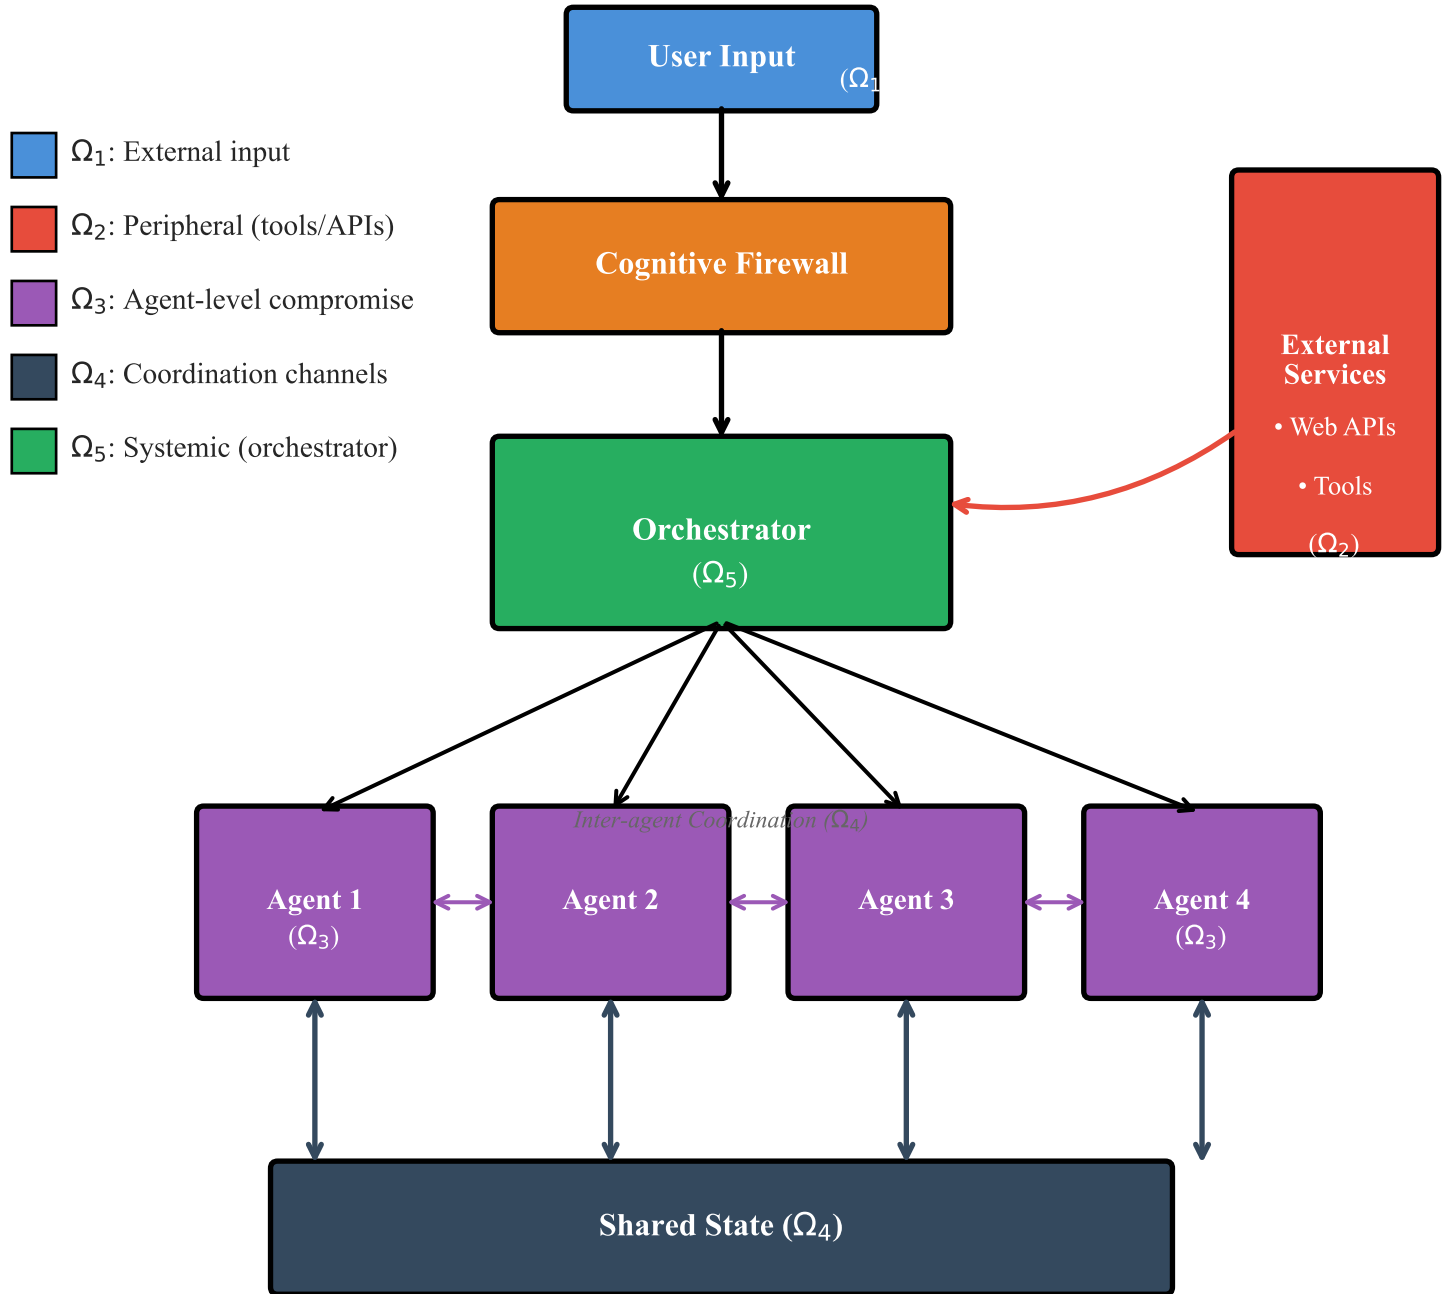 User Input
(Ω₁
Ω₁: External input
Ω₂: Peripheral (tools/APIs)
Ω₃: Agent-level compromise
Ω₄: Coordination channels
Ω₅: Systemic (orchestrator)
Cognitive Firewall
External
Services
• Web APIs
• Tools
(Ω₂)
Orchestrator
(Ω₅)
Inter-agent Coordination (Ω₄)
Agent 1
(Ω₃)
Agent 2
Agent 3
Agent 4
(Ω₃)
Shared State (Ω₄)